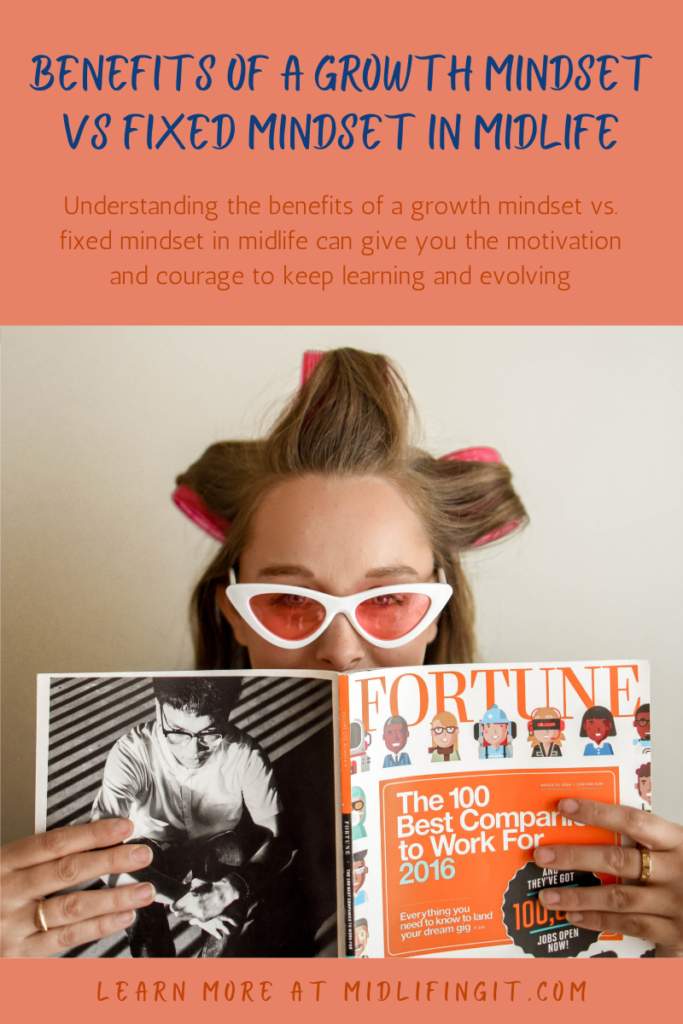 BENEFITS OF A GROWTH MINDSET
VS FIXED MINDSET IN MIDLIFE
Understanding the benefits of a growth mindset vs.
fixed mindset in midlife can give you the motivation
and courage to keep learning and evolving
FORTUNE
The 100
Best Compan
to Work For
2016
Everything you
need to know to land
your dream gig
AND
THEY'VE GOT
100,
JOBS OPEN
NOW!
FORTUNE
LEARN MORE AT MIDLIFINGIT.COM